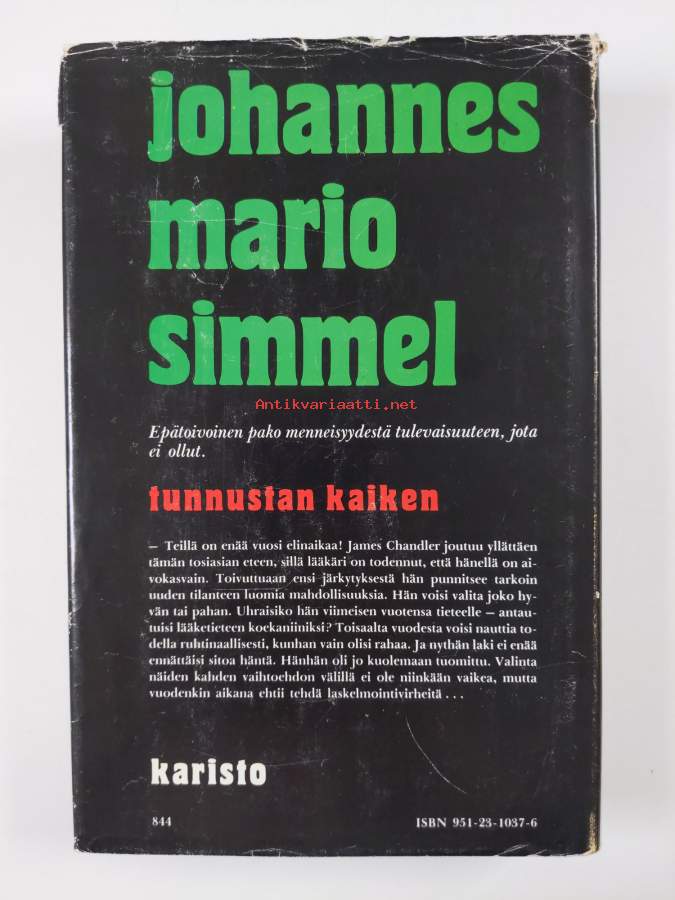 johannes
mario
simmel
Antikvariaatti.net
Epätoivoinen pako menneisyydestä tulevaisuuteen, jota
ei ollut.
tunnustan kaiken
– Teillä on enää vuosi elinaikaa! James Chandler joutuu yllättäen
tämän tosiasian eteen, sillä lääkäri on todennut, että hänellä on ai-
vokasvain. Toivuttuaan ensi järkytyksestä hän punnitsee tarkoin
uuden tilanteen luomia mahdollisuuksia. Hän voisi valita joko hy-
vän tai pahan. Uhraisiko hän viimeisen vuotensa tieteelle – antau-
tuisi lääketieteen koekaniiniksi? Toisaalta vuodesta voisi nauttia to-
della ruhtinaallisesti, kunhan vain olisi rahaa. Ja nythän laki ei enää
ennättäisi sitoa häntä. Hänhän oli jo kuolemaan tuomittu. Valinta
näiden kahden vaihtoehdon välillä ei ole niinkään vaikea, mutta
vuodenkin aikana ehtii tehdä laskelmointivirheitä . . .
karisto
844
ISBN 951-23-1037-6